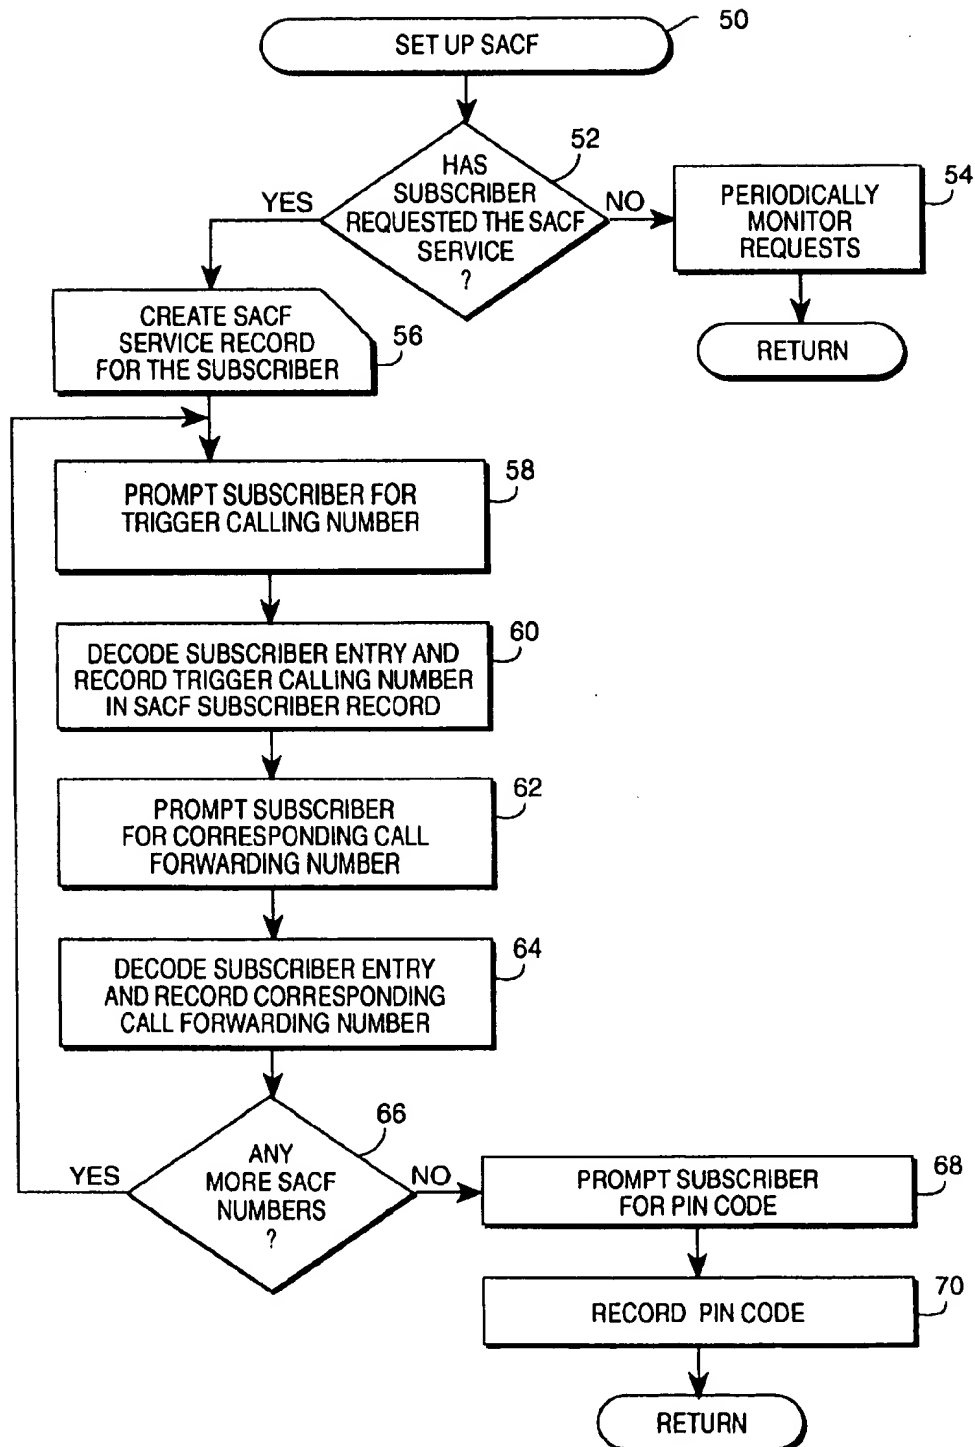 50
SET UP SACF
52
HAS
SUBSCRIBER
REQUESTED THE SACF
SERVICE
?
YES
NO
54
PERIODICALLY
MONITOR
REQUESTS
RETURN
CREATE SACF
SERVICE RECORD
FOR THE SUBSCRIBER
56
58
PROMPT SUBSCRIBER FOR
TRIGGER CALLING NUMBER
60
DECODE SUBSCRIBER ENTRY AND
RECORD TRIGGER CALLING NUMBER
IN SACF SUBSCRIBER RECORD
62
PROMPT SUBSCRIBER
FOR CORRESPONDING CALL
FORWARDING NUMBER
64
DECODE SUBSCRIBER ENTRY
AND RECORD CORRESPONDING
CALL FORWARDING NUMBER
66
ANY
MORE SACF
NUMBERS
?
YES
NO
68
PROMPT SUBSCRIBER
FOR PIN CODE
70
RECORD PIN CODE
RETURN